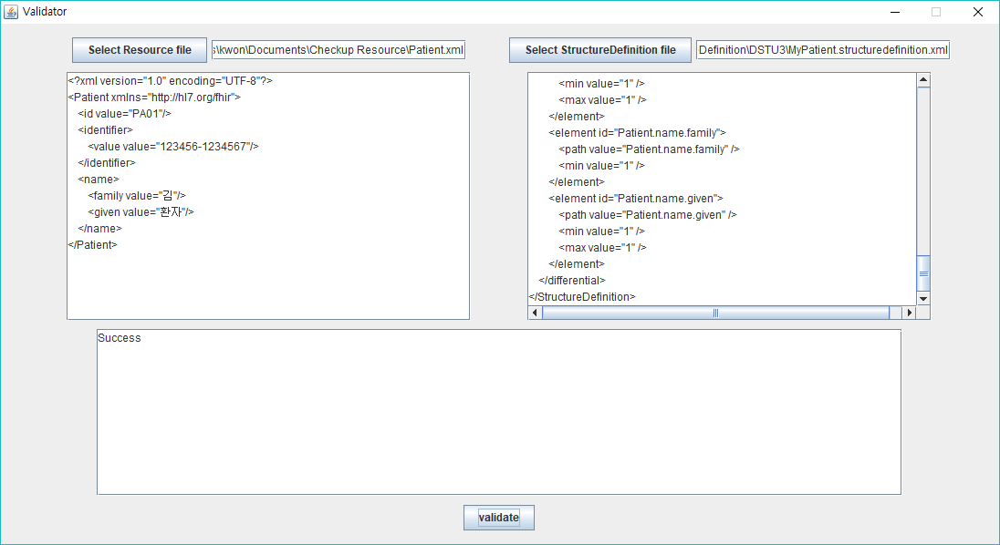 Validator
Select Resource file
s\kwon\Documents\Checkup Resource\Patient.xml
Select StructureDefinition file
Definition\DSTU3\MyPatient.structuredefinition.xml
<?xml version="1.0" encoding="UTF-8"?>
<Patient xmlns="http://hl7.org/fhir">
<id value="PA01"/>
<identifier>
<value value="123456-1234567"/>
</identifier>
<name>
<family value="김"/>
<given value="환자"/>
</name>
</Patient>
<min value="1" />
<max value="1" />
</element>
<element id="Patient.name.family">
<path value="Patient.name.family" />
<min value="1" />
</element>
<element id="Patient.name.given">
<path value="Patient.name.given" />
<min value="1" />
<max value="1" />
</element>
</differential>
</StructureDefinition>
Success
validate